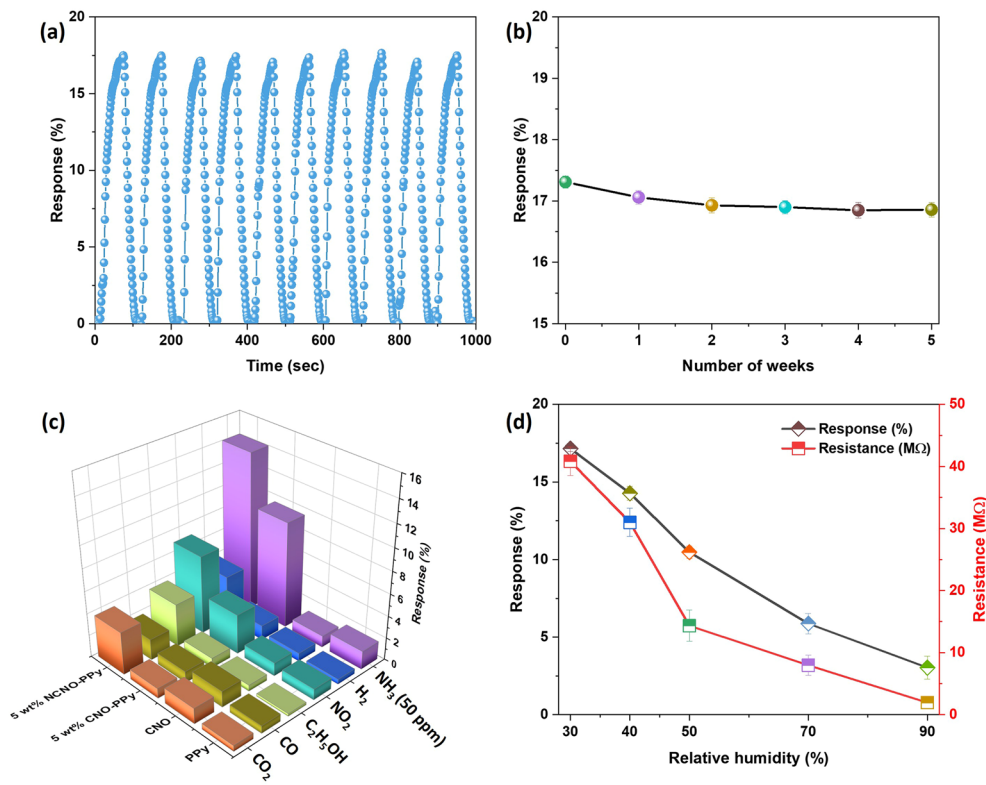 (a)
20
15
10
5
0
Response (%)
0 200 400 600 800 1000
Time (sec)
(b)
20
19
18
17
16
15
Response (%)
0 1 2 3 4 5
Number of weeks
(c)
16
14
12
10
8
6
4
2
0
Response (%)
5 wt% NCNO-PPy
5 wt% CNO-PPy
CNO
PPy
CO₂
CO
C₂H₅OH
NO₂
H₂
NH₃ (50 ppm)
(d)
20
15
10
5
0
Response (%)
Response (%)
Resistance (MΩ)
50
40
30
20
10
0
Resistance (MΩ)
30 40 50 70 90
Relative humidity (%)